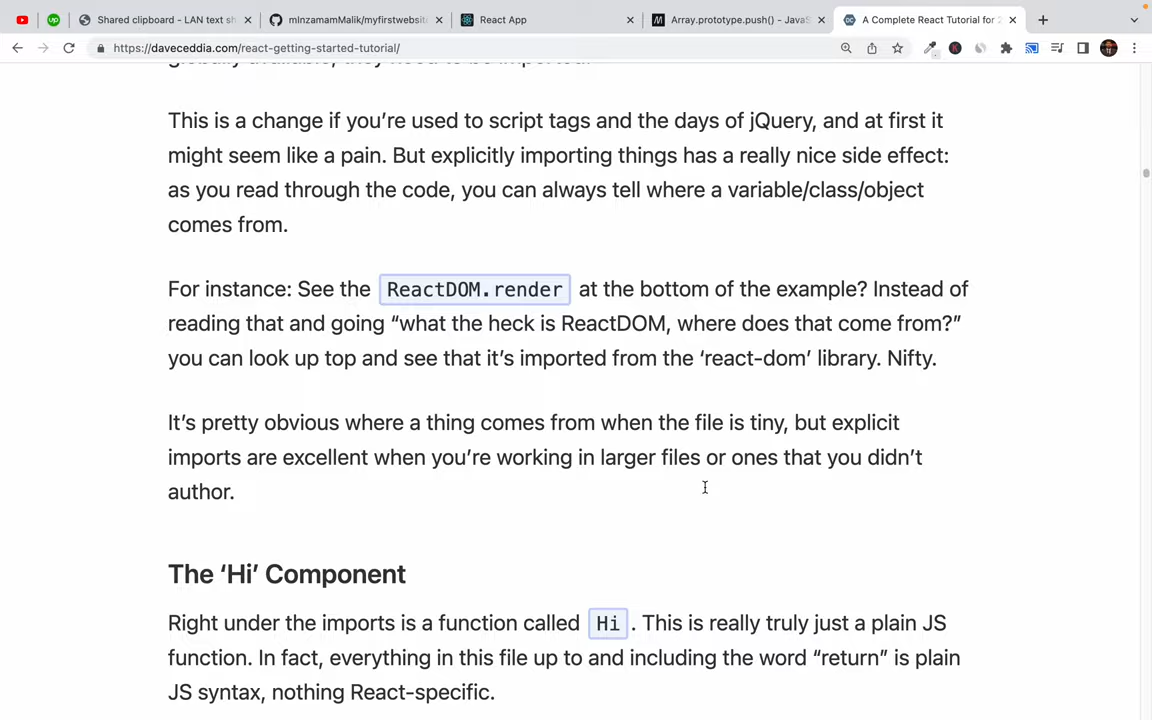 Shared clipboard - LAN text sh
mInzamamMalik/myfirstwebsit
React App
Array.prototype.push() - JavaS
A Complete React Tutorial for 2
https://daveceddia.com/react-getting-started-tutorial/
globally available, they need to be imported.
This is a change if you’re used to script tags and the days of jQuery, and at first it
might seem like a pain. But explicitly importing things has a really nice side effect:
as you read through the code, you can always tell where a variable/class/object
comes from.
For instance: See the ReactDOM.render at the bottom of the example? Instead of
reading that and going “what the heck is ReactDOM, where does that come from?”
you can look up top and see that it’s imported from the ‘react-dom’ library. Nifty.
It’s pretty obvious where a thing comes from when the file is tiny, but explicit
imports are excellent when you’re working in larger files or ones that you didn’t
author.
The ‘Hi’ Component
Right under the imports is a function called Hi. This is really truly just a plain JS
function. In fact, everything in this file up to and including the word “return” is plain
JS syntax, nothing React-specific.